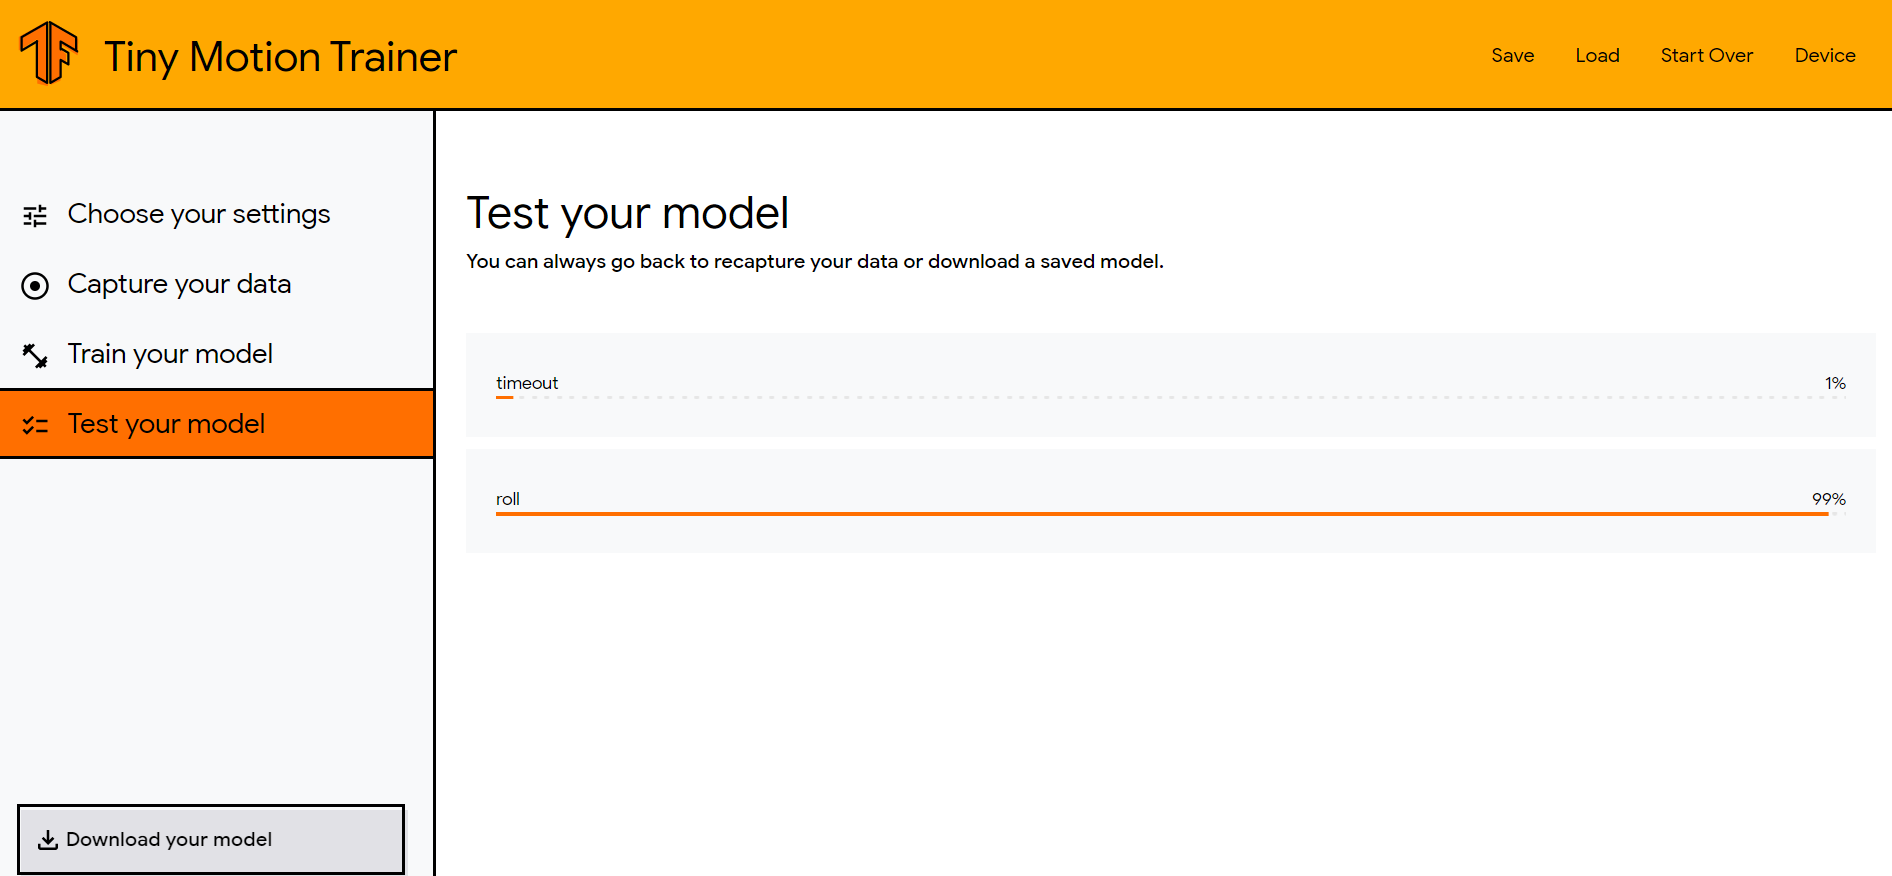 Tiny Motion Trainer
Save Load Start Over Device
Choose your settings
Capture your data
Train your model
Test your model
Download your model
Test your model
You can always go back to recapture your data or download a saved model.
timeout 1%
roll 99%